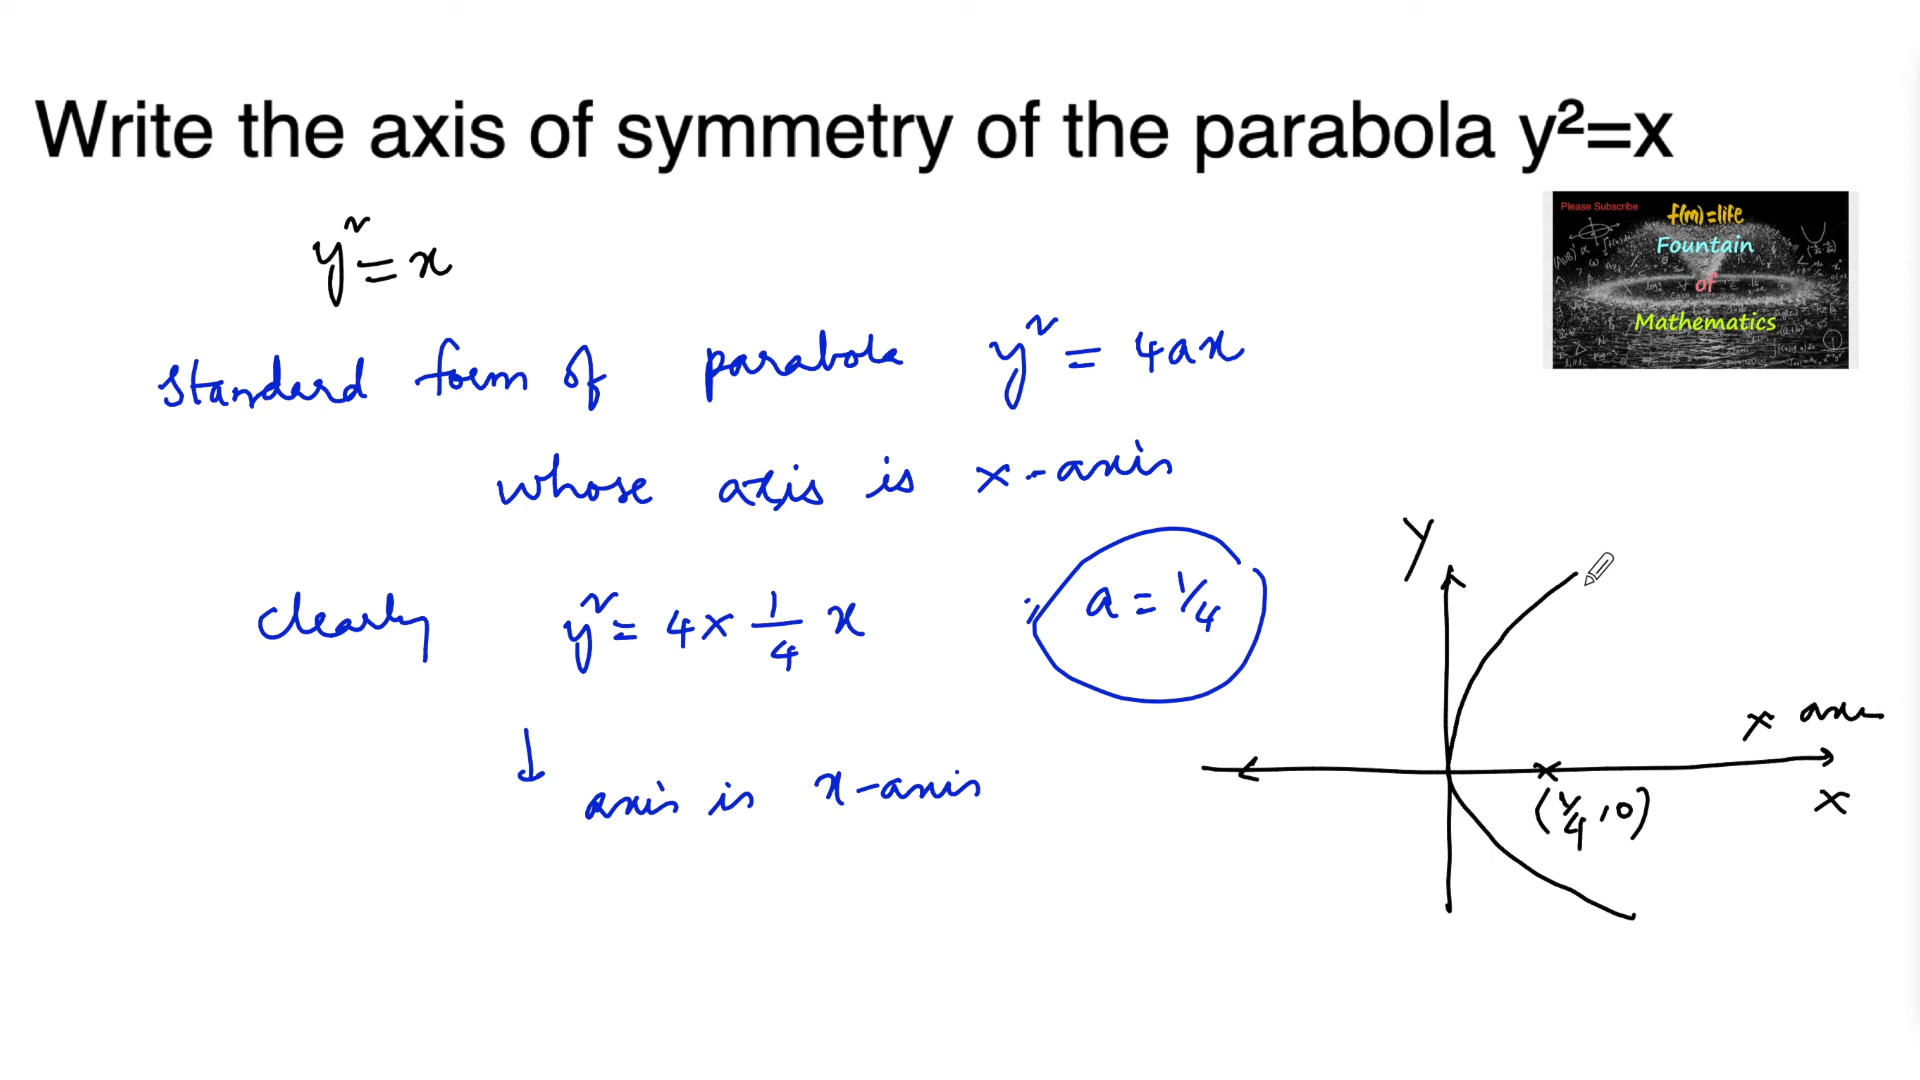 Write the axis of symmetry of the parabola y²=x
Please Subscribe
f(m)=life
Fountain
of
Mathematics
y² = x
standard form of parabola y² = 4ax
whose axis is x-axis
clearly y² = 4 × 1/4 x ∴ a = 1/4
↓ axis is x-axis
Y
x axis
(1/4, 0)
X